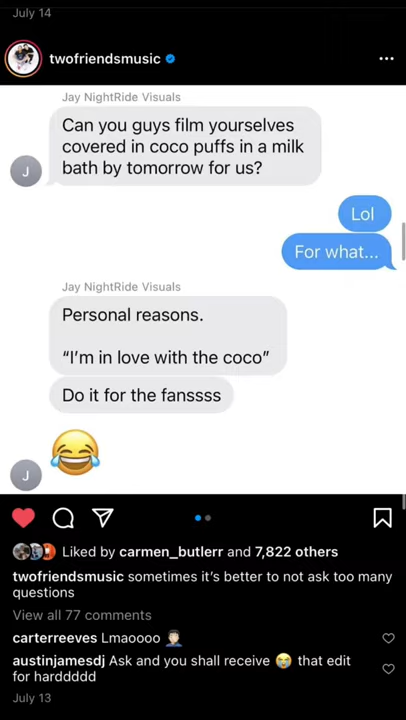 July 14
twofriendsmusic
Jay NightRide Visuals
Can you guys film yourselves
covered in coco puffs in a milk
bath by tomorrow for us?
J
Lol
For what...
Jay NightRide Visuals
Personal reasons.
“I’m in love with the coco”
Do it for the fanssss
😂
J
Liked by carmen_butlerr and 7,822 others
twofriendsmusic sometimes it’s better to not ask too many
questions
View all 77 comments
carterreeves Lmaoooo 🤦🏻‍♂️
austinjamesdj Ask and you shall receive 😭 that edit
for harddddd
July 13